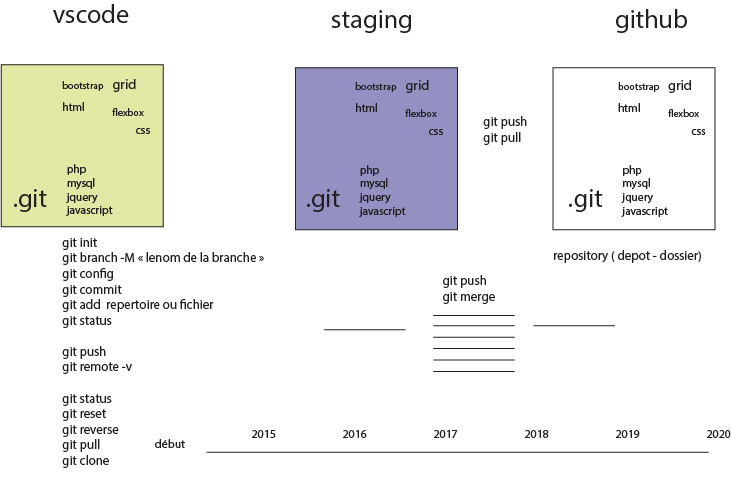 vscode
staging
github
bootstrap grid
html
flexbox
css
php
mysql
.git
jquery
javascript
bootstrap grid
html
flexbox
css
php
mysql
.git
jquery
javascript
git push
git pull
bootstrap grid
html
flexbox
css
php
mysql
.git
jquery
javascript
git init
git branch -M « lenom de la branche »
git config
git commit
git add repertoire ou fichier
git status
git push
git remote -v
git status
git reset
git reverse
git pull
git clone
repository ( depot - dossier)
git push
git merge
début
2015
2016
2017
2018
2019
2020